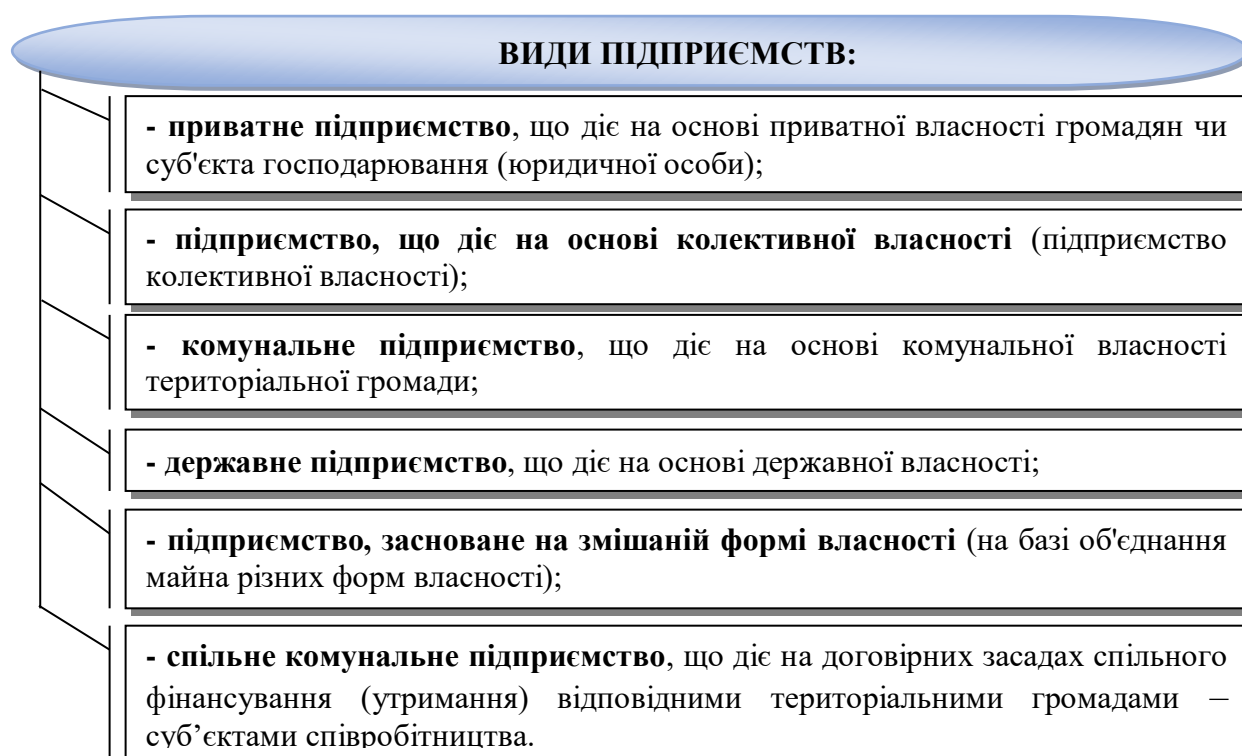 ВИДИ ПІДПРИЄМСТВ:
- приватне підприємство, що діє на основі приватної власності громадян чи
суб'єкта господарювання (юридичної особи);
- підприємство, що діє на основі колективної власності (підприємство
колективної власності);
- комунальне підприємство, що діє на основі комунальної власності
територіальної громади;
- державне підприємство, що діє на основі державної власності;
- підприємство, засноване на змішаній формі власності (на базі об'єднання
майна різних форм власності);
- спільне комунальне підприємство, що діє на договірних засадах спільного
фінансування (утримання) відповідними територіальними громадами –
суб’єктами співробітництва.